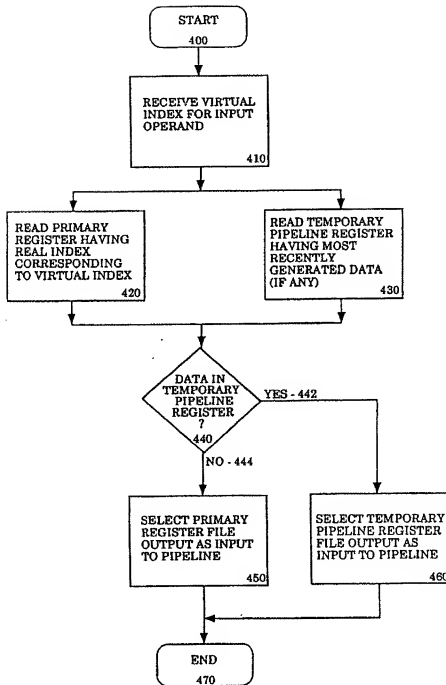 START
400
RECEIVE VIRTUAL
INDEX FOR INPUT
OPERAND
410
READ PRIMARY
REGISTER HAVING
REAL INDEX
CORRESPONDING
TO VIRTUAL INDEX
420
READ TEMPORARY
PIPELINE REGISTER
HAVING MOST
RECENTLY
GENERATED DATA
(IF ANY)
430
DATA IN
TEMPORARY
PIPELINE
REGISTER
?
440
YES - 442
NO - 444
SELECT PRIMARY
REGISTER FILE
OUTPUT AS INPUT
TO PIPELINE
450
SELECT TEMPORARY
PIPELINE REGISTER
FILE OUTPUT AS
INPUT TO PIPELINE
460
END
470